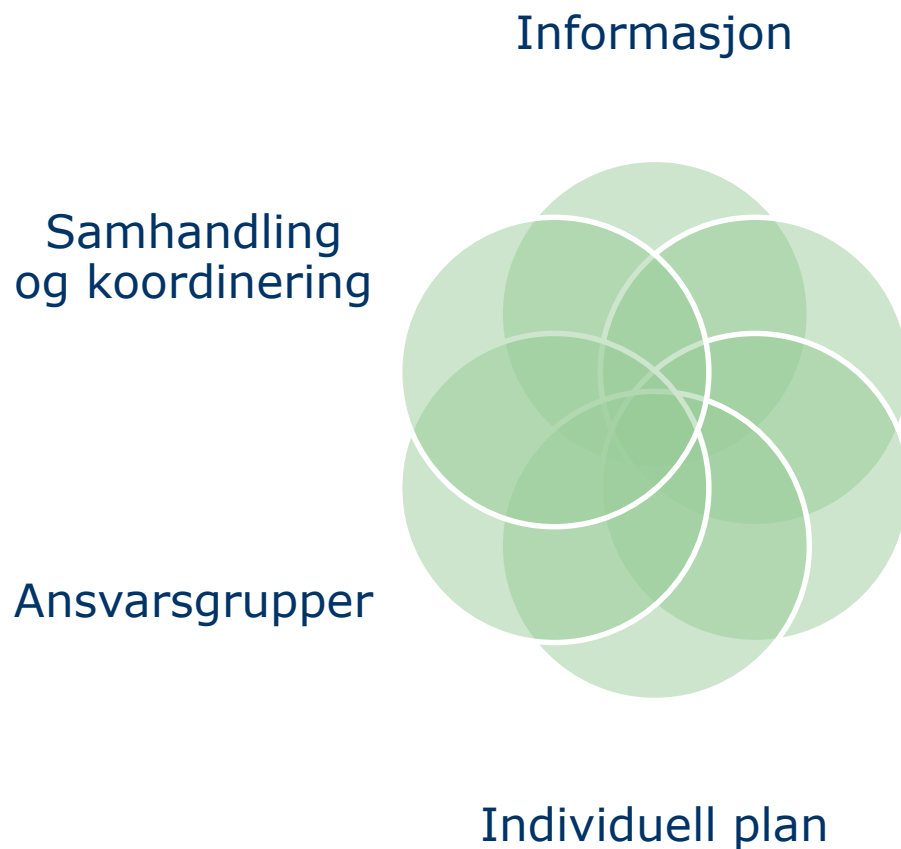 Informasjon
Samhandling
og koordinering
Ansvarsgrupper
Individuell plan